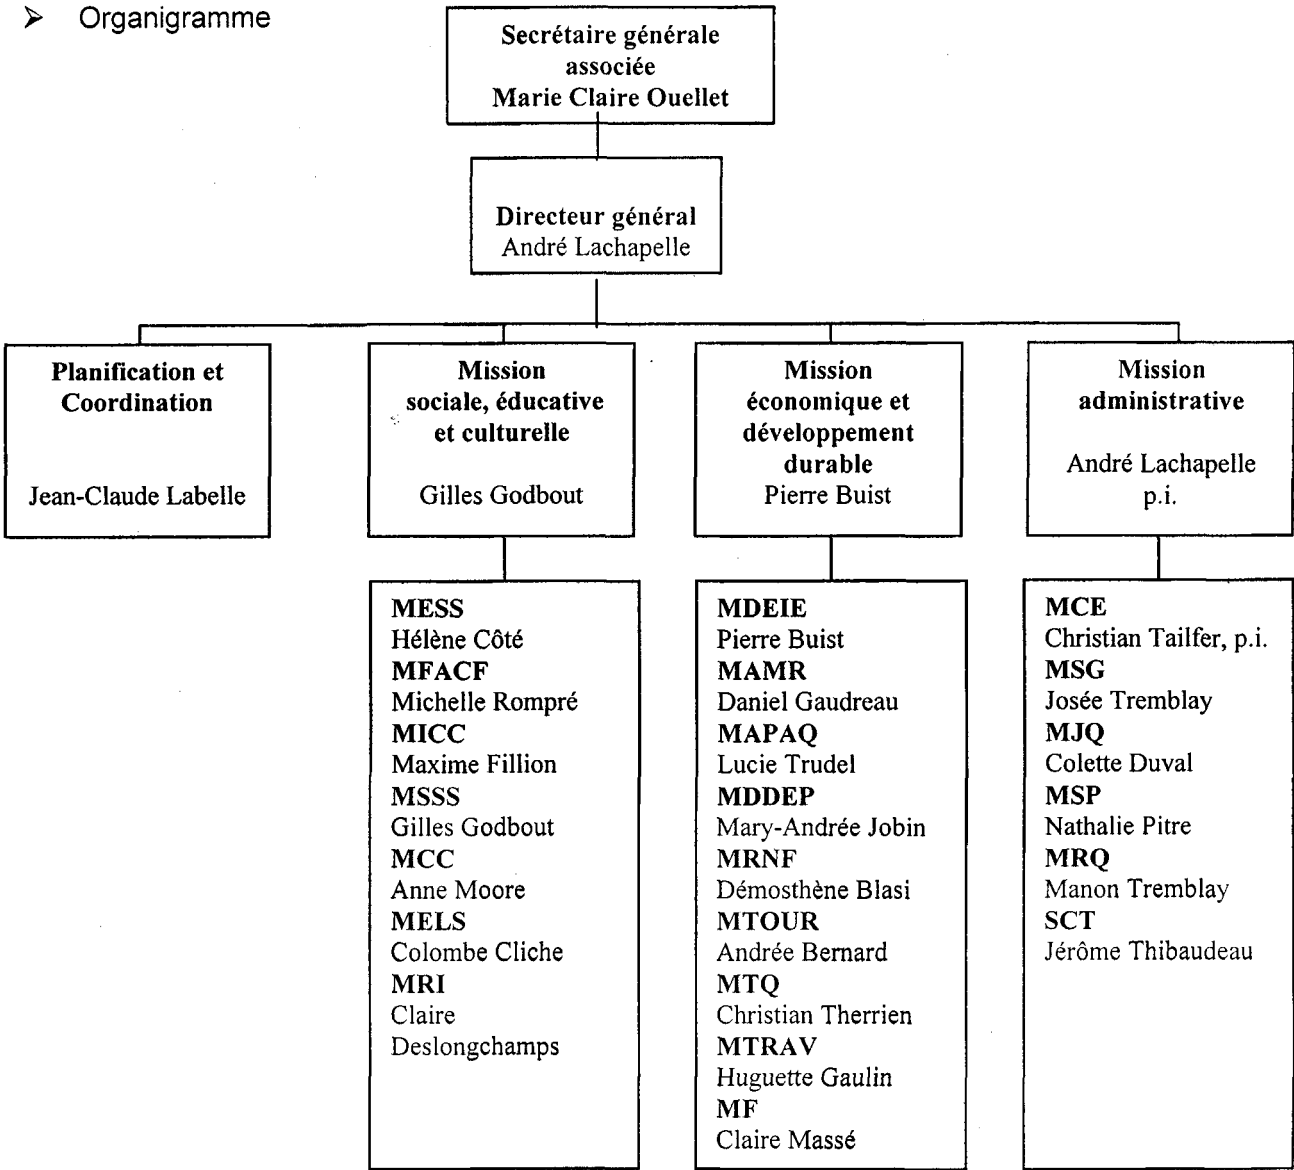 ➢ Organigramme
Secrétaire générale
associée
Marie Claire Ouellet
Directeur général
André Lachapelle
Planification et
Coordination
Jean-Claude Labelle
Mission
sociale, éducative
et culturelle
Gilles Godbout
Mission
économique et
développement
durable
Pierre Buist
Mission
administrative
André Lachapelle
p.i.
MESS
Hélène Côté
MFACF
Michelle Rompré
MICC
Maxime Fillion
MSSS
Gilles Godbout
MCC
Anne Moore
MELS
Colombe Cliche
MRI
Claire
Deslongchamps
MDEIE
Pierre Buist
MAMR
Daniel Gaudreau
MAPAQ
Lucie Trudel
MDDEP
Mary-Andrée Jobin
MRNF
Démosthène Blasi
MTOUR
Andrée Bernard
MTQ
Christian Therrien
MTRAV
Huguette Gaulin
MF
Claire Massé
MCE
Christian Tailfer, p.i.
MSG
Josée Tremblay
MJQ
Colette Duval
MSP
Nathalie Pitre
MRQ
Manon Tremblay
SCT
Jérôme Thibaudeau